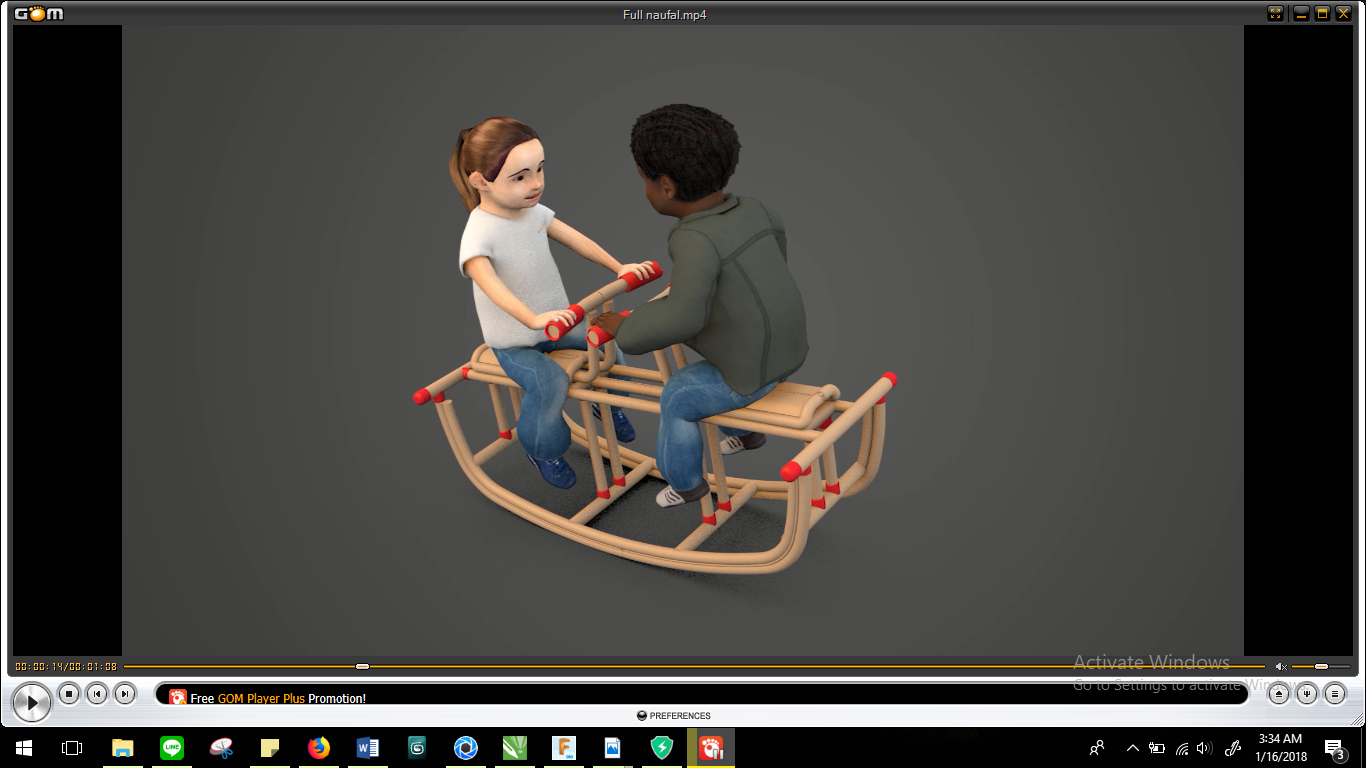 GOM
Full naufal.mp4
00:00:14/00:01:08
Activate Windows
Go to Settings to activate Windows.
Free GOM Player Plus Promotion!
PREFERENCES
LINE
3:34 AM
1/16/2018
3